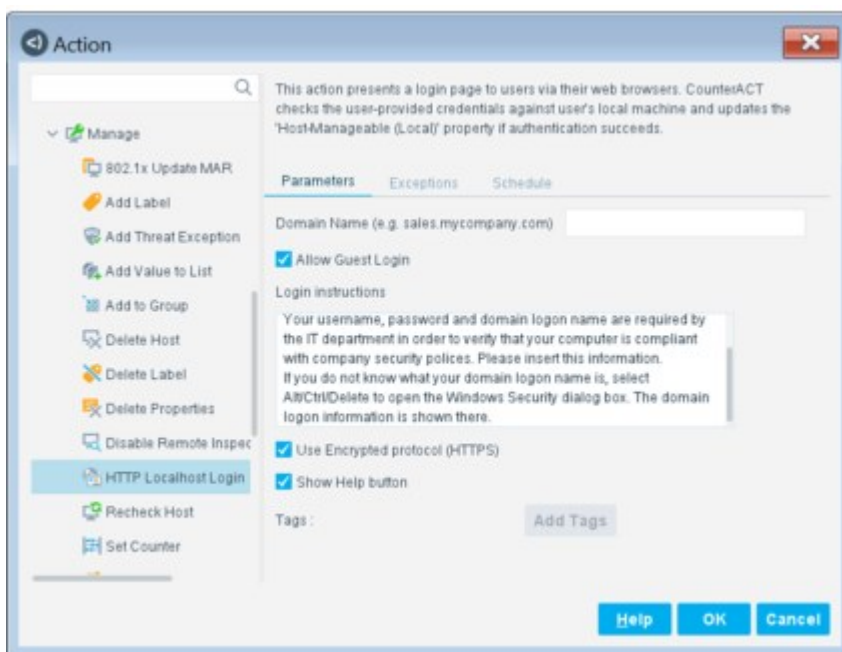 Action
This action presents a login page to users via their web browsers. CounterACT
checks the user-provided credentials against user's local machine and updates the
'Host-Manageable (Local)' property if authentication succeeds.
Manage
802.1x Update MAR
Add Label
Add Threat Exception
Add Value to List
Add to Group
Delete Host
Delete Label
Delete Properties
Disable Remote Inspec
HTTP Localhost Login
Recheck Host
Set Counter
Parameters Exceptions Schedule
Domain Name (e.g. sales.mycompany.com)
Allow Guest Login
Login instructions
Your username, password and domain logon name are required by
the IT department in order to verify that your computer is compliant
with company security polices. Please insert this information.
If you do not know what your domain logon name is, select
Alt/Ctrl/Delete to open the Windows Security dialog box. The domain
logon information is shown there.
Use Encrypted protocol (HTTPS)
Show Help button
Tags :
Add Tags
Help OK Cancel